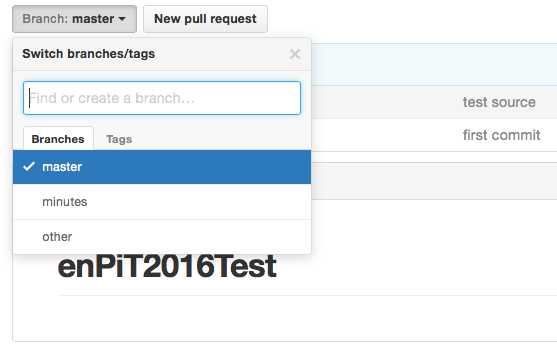 Branch: master
New pull request
Switch branches/tags
Find or create a branch…
Branches
Tags
test source
first commit
master
minutes
other
enPiT2016Test